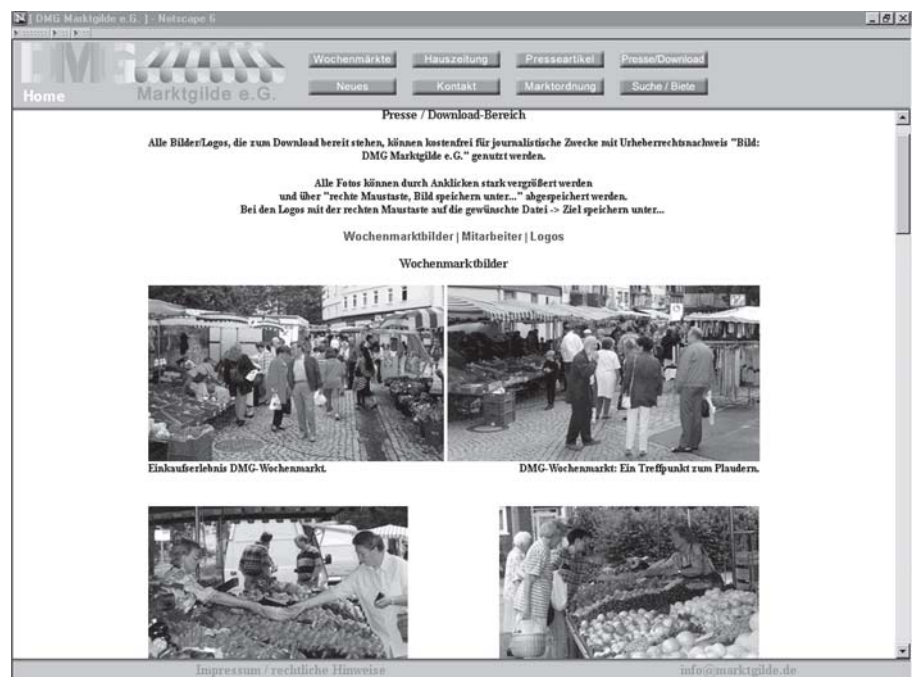 [ DMG Marktgilde e.G. ] - Netscape 6
DMG
Home
Marktgilde e.G.
Wochenmärkte
Hauszeitung
Presseartikel
Presse/Download
Neues
Kontakt
Marktordnung
Suche / Biete
Presse / Download-Bereich
Alle Bilder/Logos, die zum Download bereit stehen, können kostenfrei für journalistische Zwecke mit Urheberrechtsnachweis "Bild:
DMG Marktgilde e.G." genutzt werden.
Alle Fotos können durch Anklicken stark vergrößert werden
und über "rechte Maustaste, Bild speichern unter..." abgespeichert werden.
Bei den Logos mit der rechten Maustaste auf die gewünschte Datei -> Ziel speichern unter...
Wochenmarktbilder | Mitarbeiter | Logos
Wochenmarktbilder
Einkaufserlebnis DMG-Wochenmarkt.
DMG-Wochenmarkt: Ein Treffpunkt zum Plaudern.
Impressum / rechtliche Hinweise
info@marktgilde.de